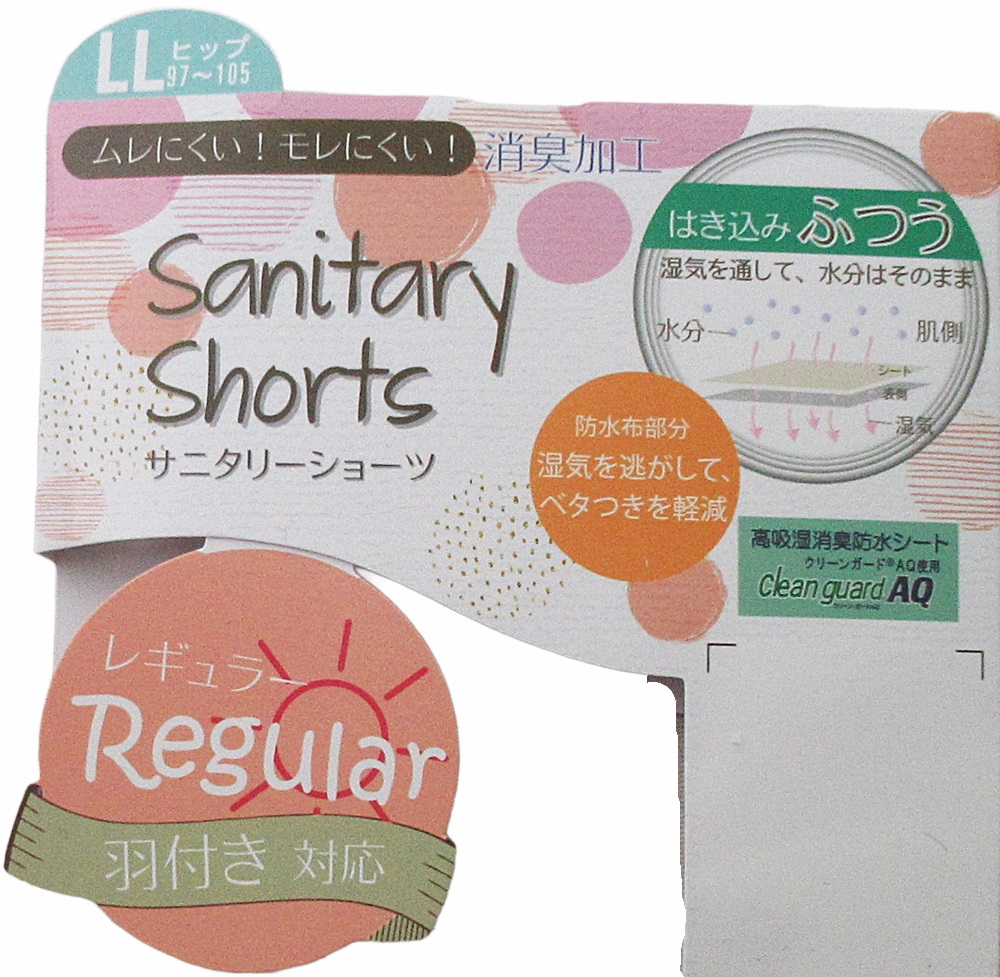 LL ヒップ
97〜105
ムレにくい！モレにくい！
消臭加工
Sanitary
Shorts
サニタリーショーツ
はき込み ふつう
湿気を通して、水分はそのまま
水分
肌側
シート
表側
湿気
防水布部分
湿気を逃がして、
ベタつきを軽減
高吸湿消臭防水シート
クリーンガード®AQ使用
Clean guard AQ
レギュラー
Regular
羽付き 対応